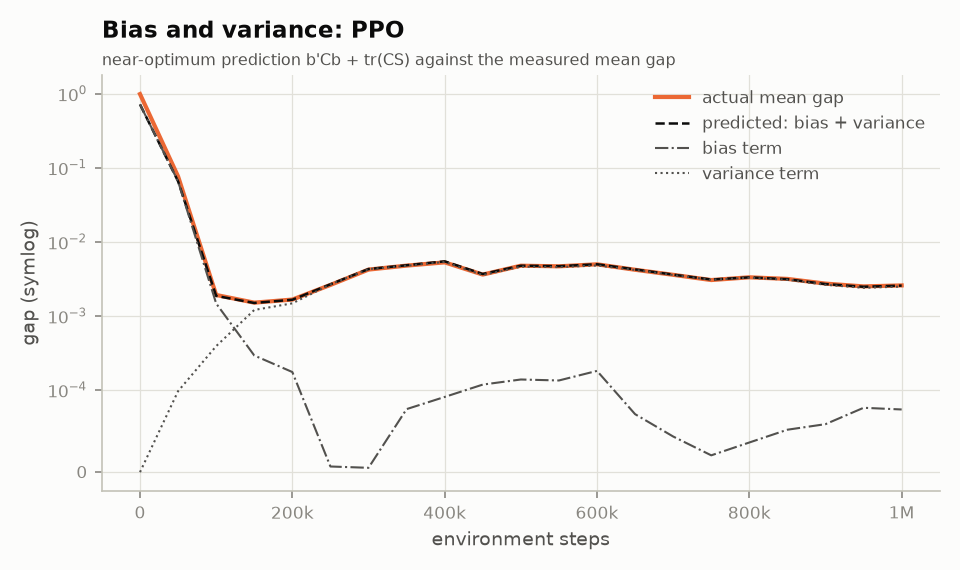 Bias and variance: PPO
near-optimum prediction b'Cb + tr(CS) against the measured mean gap
actual mean gap
predicted: bias + variance
bias term
variance term
gap (symlog)
10⁰
10⁻¹
10⁻²
10⁻³
10⁻⁴
0
0
200k
400k
600k
800k
1M
environment steps